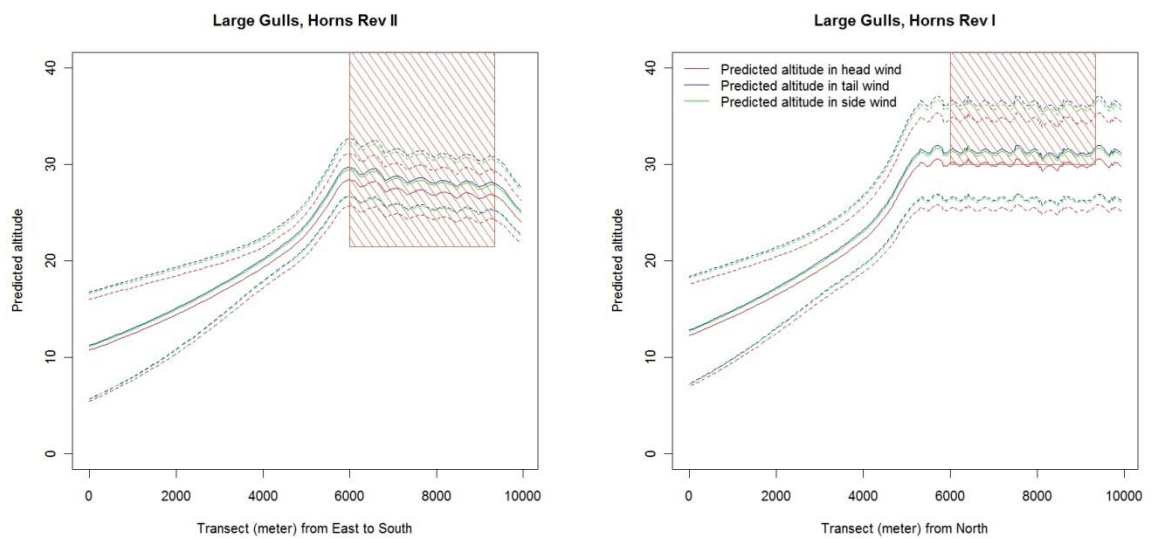 Large Gulls, Horns Rev II
Predicted altitude
40
30
20
10
0
0 2000 4000 6000 8000 10000
Transect (meter) from East to South
Large Gulls, Horns Rev I
Predicted altitude in head wind
Predicted altitude in tail wind
Predicted altitude in side wind
Predicted altitude
40
30
20
10
0
0 2000 4000 6000 8000 10000
Transect (meter) from North